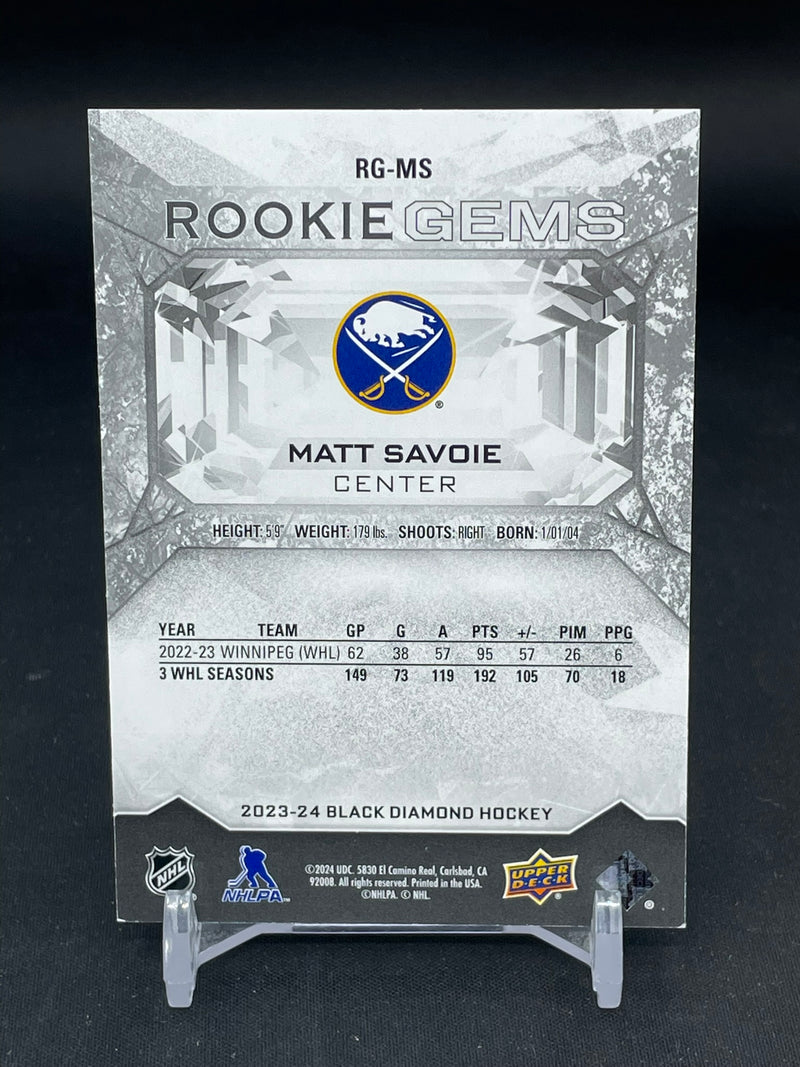 RG-MS
ROOKIE GEMS
®
MATT SAVOIE
CENTER
HEIGHT: 5'9" WEIGHT: 179 lbs. SHOOTS: RIGHT BORN: 1/01/04
YEAR TEAM GP G A PTS +/- PIM PPG
2022-23 WINNIPEG (WHL) 62 38 57 95 57 26 6
3 WHL SEASONS 149 73 119 192 105 70 18
2023-24 BLACK DIAMOND HOCKEY
NHL
NHLPA
©2024 UDC. 5830 El Camino Real, Carlsbad, CA
92008. All rights reserved. Printed in the USA.
©NHLPA. © NHL.
UPPER
D·E·C·K
®
®